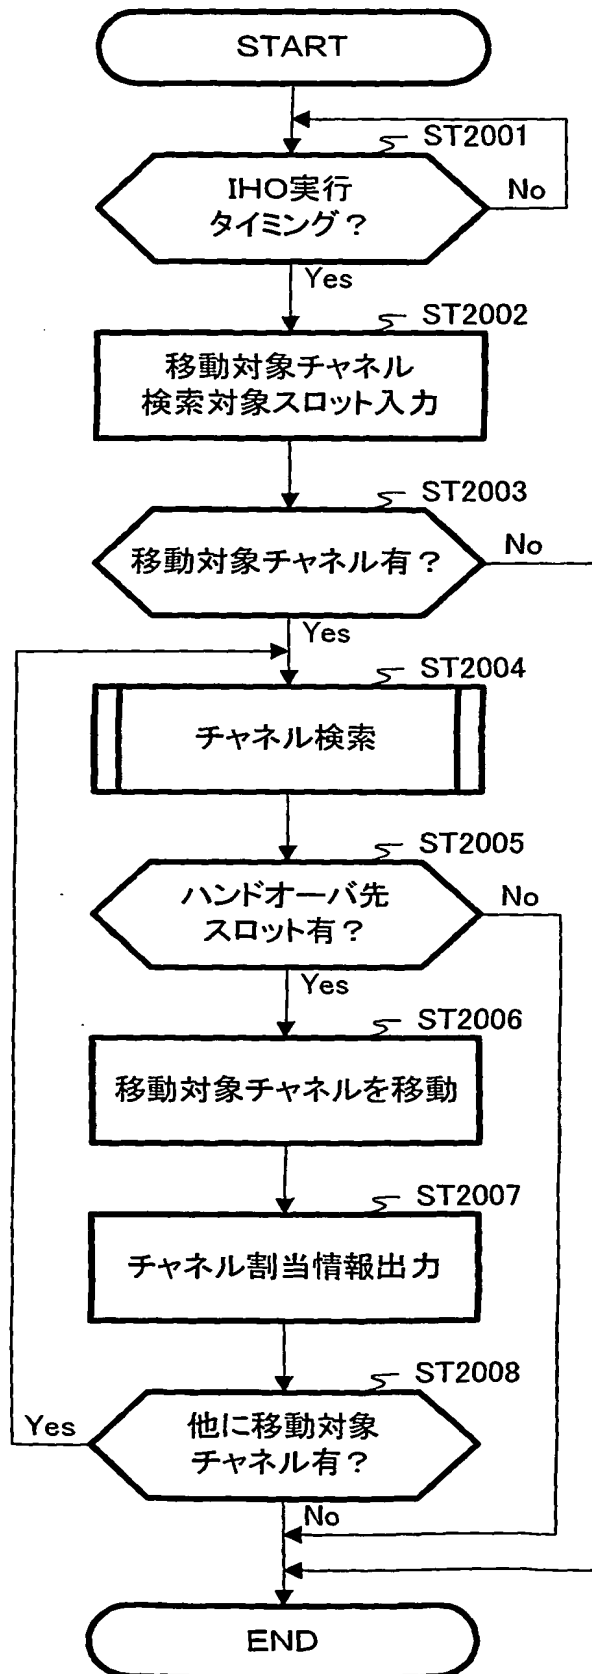 START
ST2001
IHO実行
タイミング?
No
Yes
ST2002
移動対象チャネル
検索対象スロット入力
ST2003
移動対象チャネル有?
No
Yes
ST2004
チャネル検索
ST2005
ハンドオーバ先
スロット有?
No
Yes
ST2006
移動対象チャネルを移動
ST2007
チャネル割当情報出力
ST2008
他に移動対象
チャネル有?
Yes
No
END